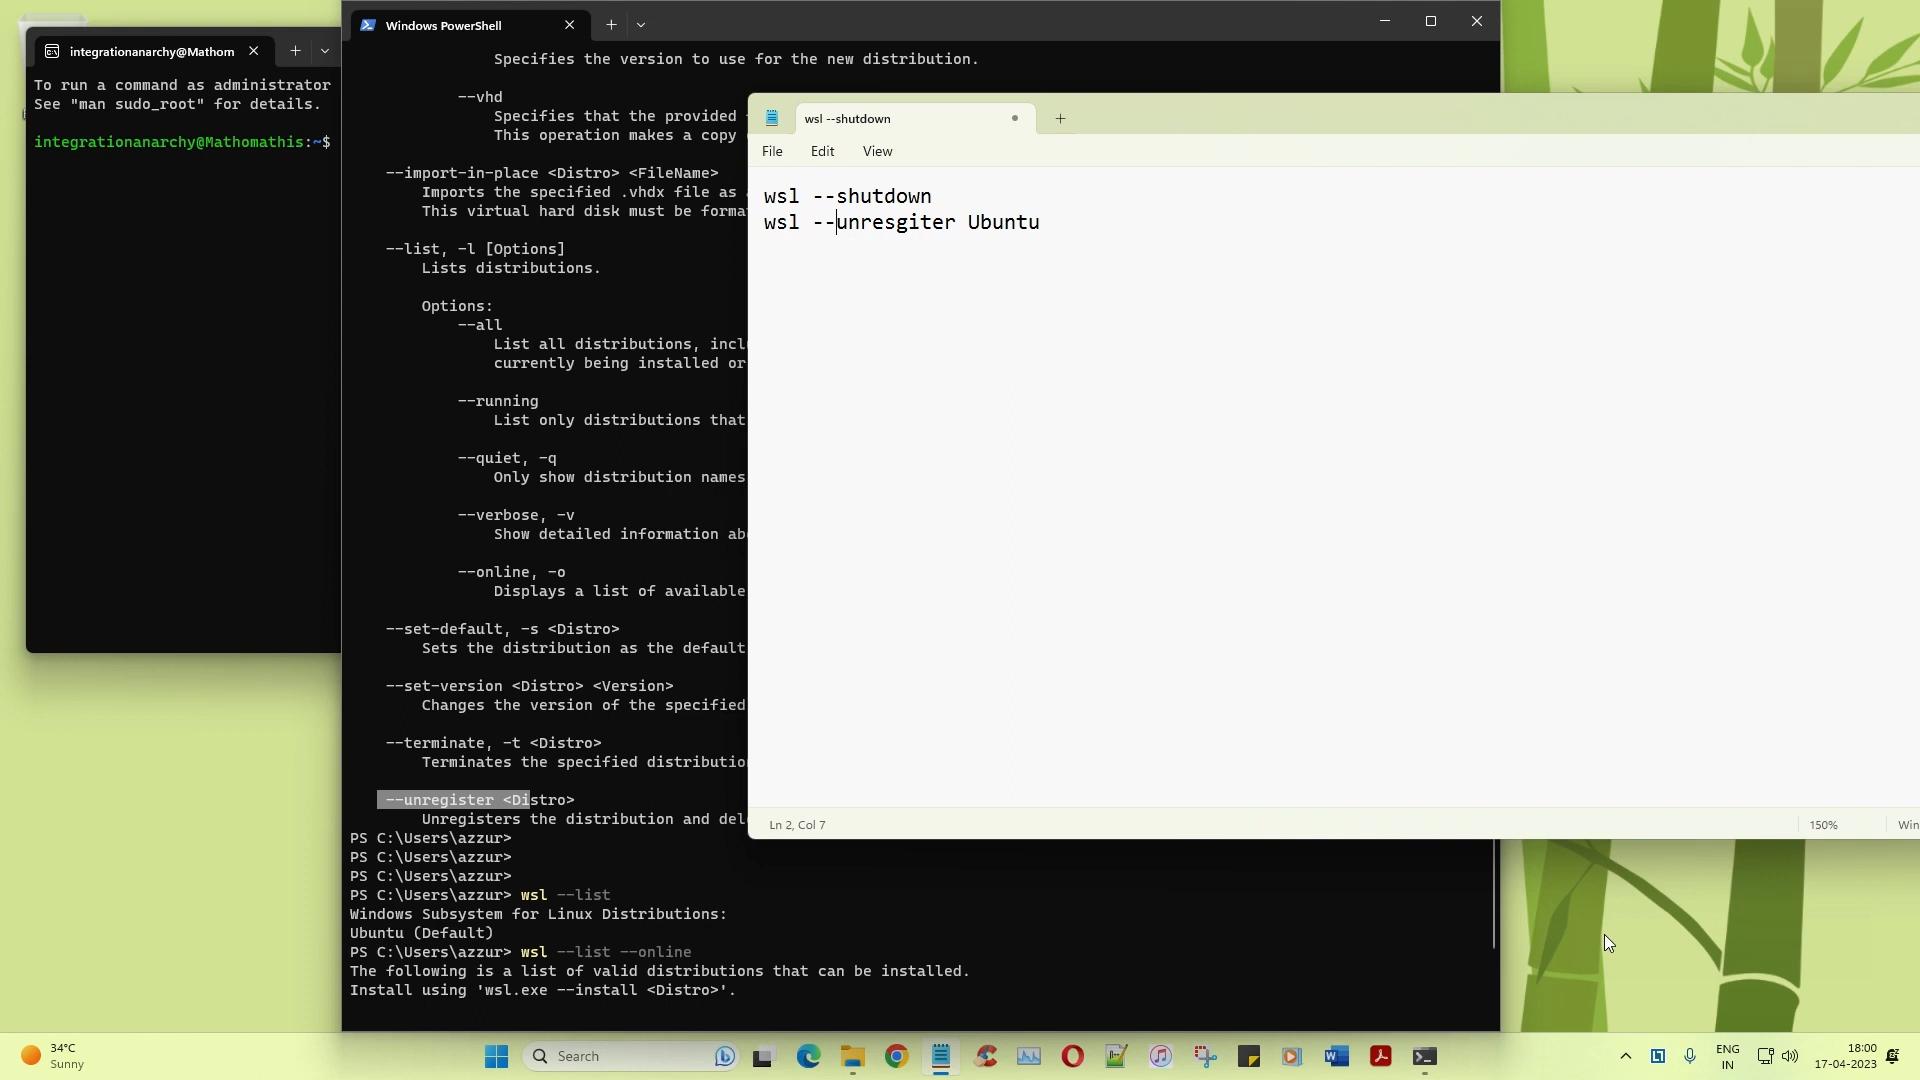 integrationanarchy@Mathom
To run a command as administrator
See "man sudo_root" for details.
integrationanarchy@Mathomathis:~$
Windows PowerShell
Specifies the version to use for the new distribution.
--vhd
Specifies that the provided
This operation makes a copy
--import-in-place <Distro> <FileName>
Imports the specified .vhdx file as
This virtual hard disk must be forma
--list, -l [Options]
Lists distributions.
Options:
--all
List all distributions, incl
currently being installed or
--running
List only distributions that
--quiet, -q
Only show distribution names
--verbose, -v
Show detailed information ab
--online, -o
Displays a list of available
--set-default, -s <Distro>
Sets the distribution as the default
--set-version <Distro> <Version>
Changes the version of the specified
--terminate, -t <Distro>
Terminates the specified distributio
--unregister <Distro>
Unregisters the distribution and del
PS C:\Users\azzur>
PS C:\Users\azzur>
PS C:\Users\azzur>
PS C:\Users\azzur> wsl --list
Windows Subsystem for Linux Distributions:
Ubuntu (Default)
PS C:\Users\azzur> wsl --list --online
The following is a list of valid distributions that can be installed.
Install using 'wsl.exe --install <Distro>'.
wsl --shutdown
File Edit View
wsl --shutdown
wsl --unresgiter Ubuntu
Ln 2, Col 7
150%
Win
34°C
Sunny
Search
ENG
IN
18:00
17-04-2023